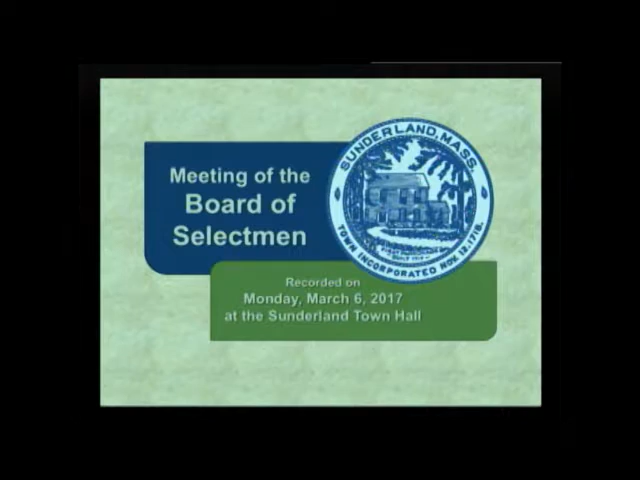 Meeting of the
Board of
Selectmen
SUNDERLAND, MASS.
TOWN INCORPORATED NOV. 12, 1718.
Recorded on
Monday, March 6, 2017
at the Sunderland Town Hall